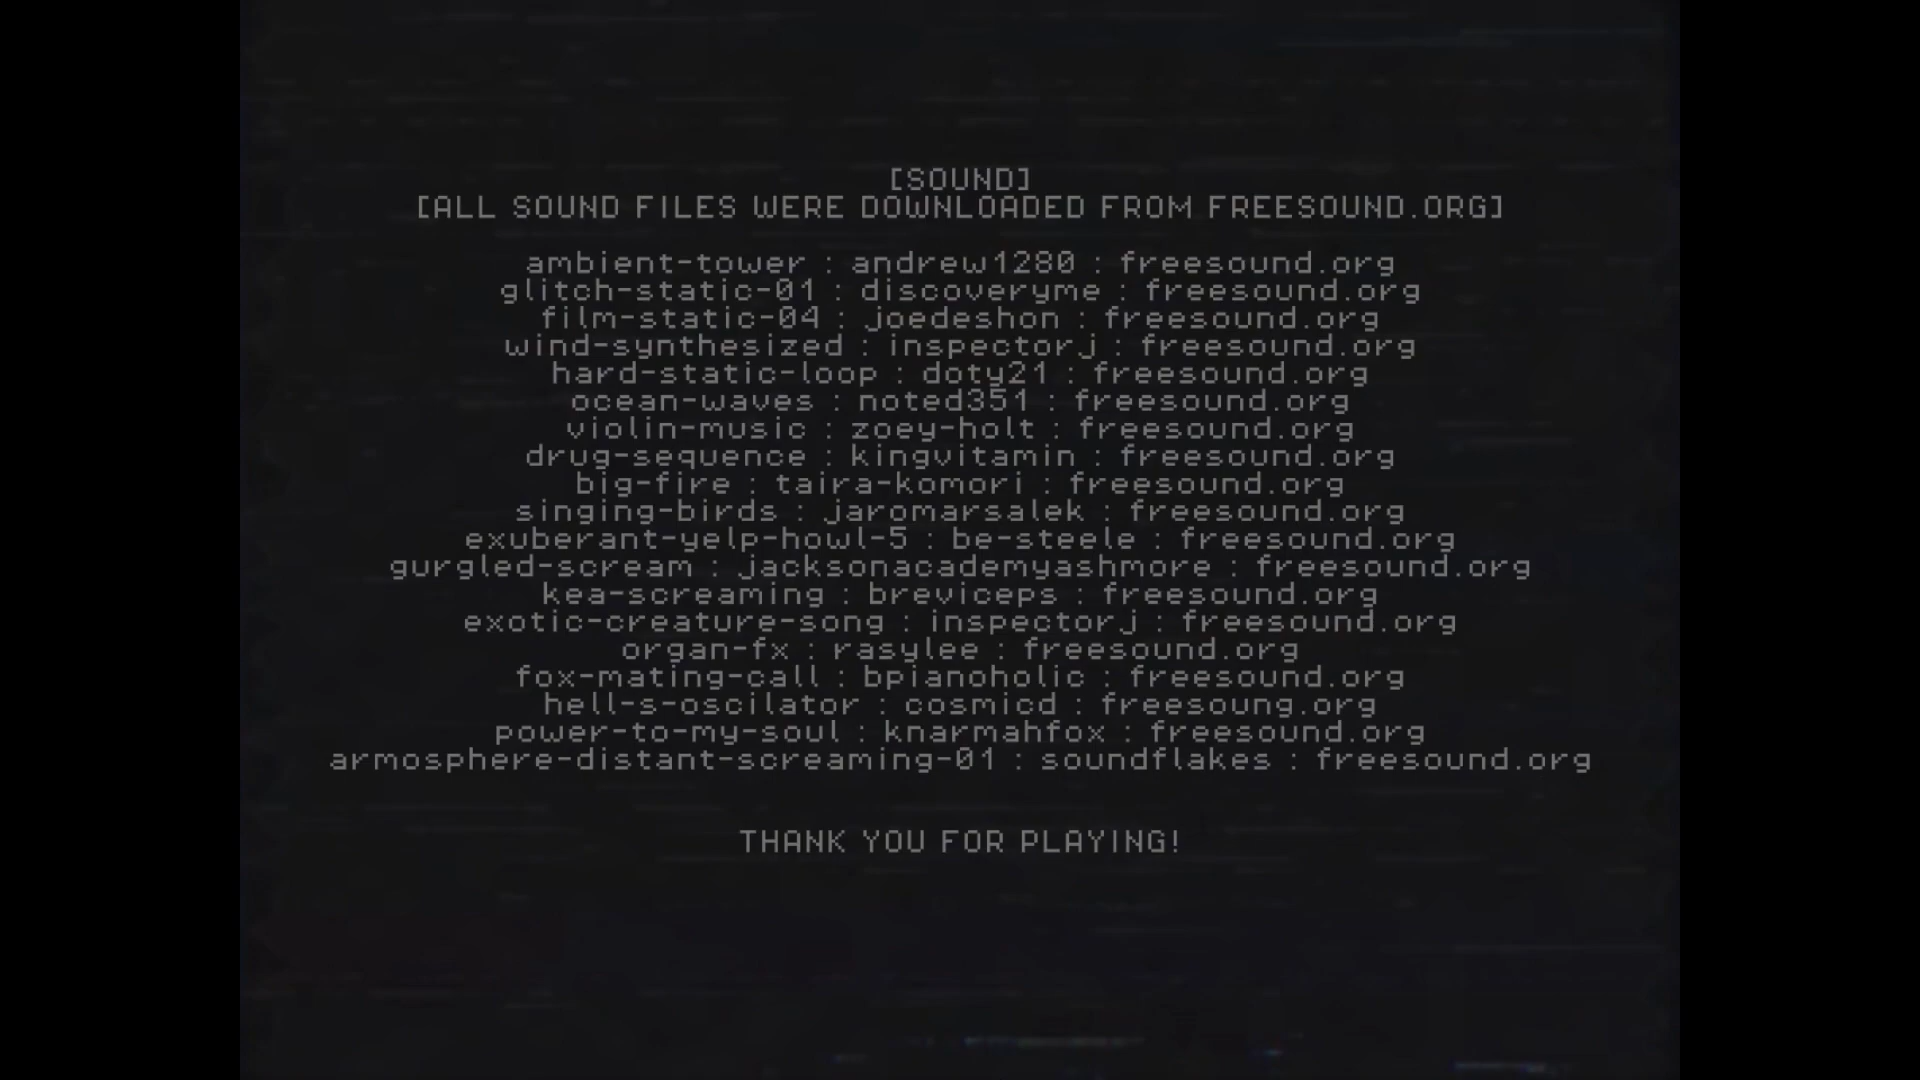 [SOUND]
[ALL SOUND FILES WERE DOWNLOADED FROM FREESOUND.ORG]
ambient-tower : andrew1280 : freesound.org
glitch-static-01 : discoveryme : freesound.org
film-static-04 : joedeshon : freesound.org
wind-synthesized : inspectorj : freesound.org
hard-static-loop : doty21 : freesound.org
ocean-waves : noted351 : freesound.org
violin-music : zoey-holt : freesound.org
drug-sequence : kingvitamin : freesound.org
big-fire : taira-komori : freesound.org
singing-birds : jaromarsalek : freesound.org
exuberant-yelp-howl-5 : be-steele : freesound.org
gurgled-scream : jacksonacademyashmore : freesound.org
kea-screaming : breviceps : freesound.org
exotic-creature-song : inspectorj : freesound.org
organ-fx : rasylee : freesound.org
fox-mating-call : bpianoholic : freesound.org
hell-s-oscilator : cosmicd : freesoung.org
power-to-my-soul : knarmahfox : freesound.org
armosphere-distant-screaming-01 : soundflakes : freesound.org
THANK YOU FOR PLAYING!